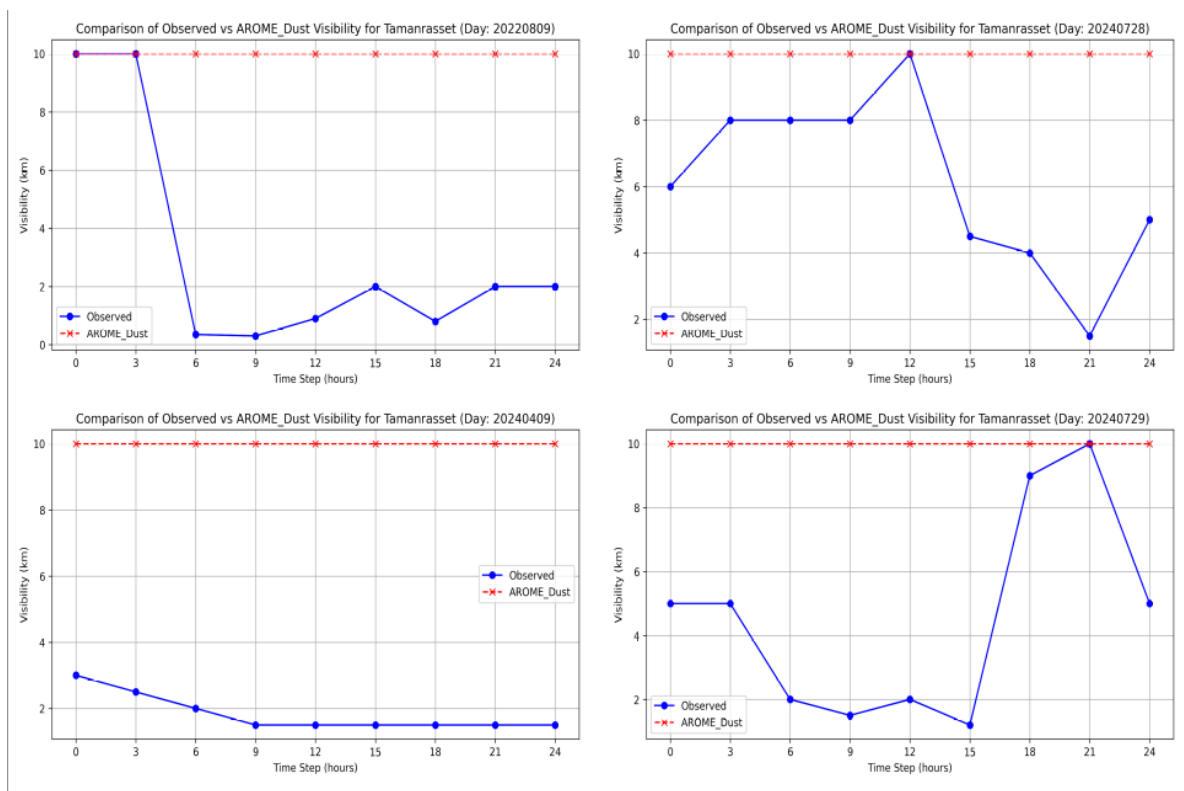 Comparison of Observed vs AROME_Dust Visibility for Tamanrasset (Day: 20220809)
Visibility (km)
10
8
6
4
2
0
Observed
AROME_Dust
0 3 6 9 12 15 18 21 24
Time Step (hours)
Comparison of Observed vs AROME_Dust Visibility for Tamanrasset (Day: 20240728)
Visibility (km)
10
8
6
4
2
Observed
AROME_Dust
0 3 6 9 12 15 18 21 24
Time Step (hours)
Comparison of Observed vs AROME_Dust Visibility for Tamanrasset (Day: 20240409)
Visibility (km)
10
8
6
4
2
Observed
AROME_Dust
0 3 6 9 12 15 18 21 24
Time Step (hours)
Comparison of Observed vs AROME_Dust Visibility for Tamanrasset (Day: 20240729)
Visibility (km)
10
8
6
4
2
Observed
AROME_Dust
0 3 6 9 12 15 18 21 24
Time Step (hours)